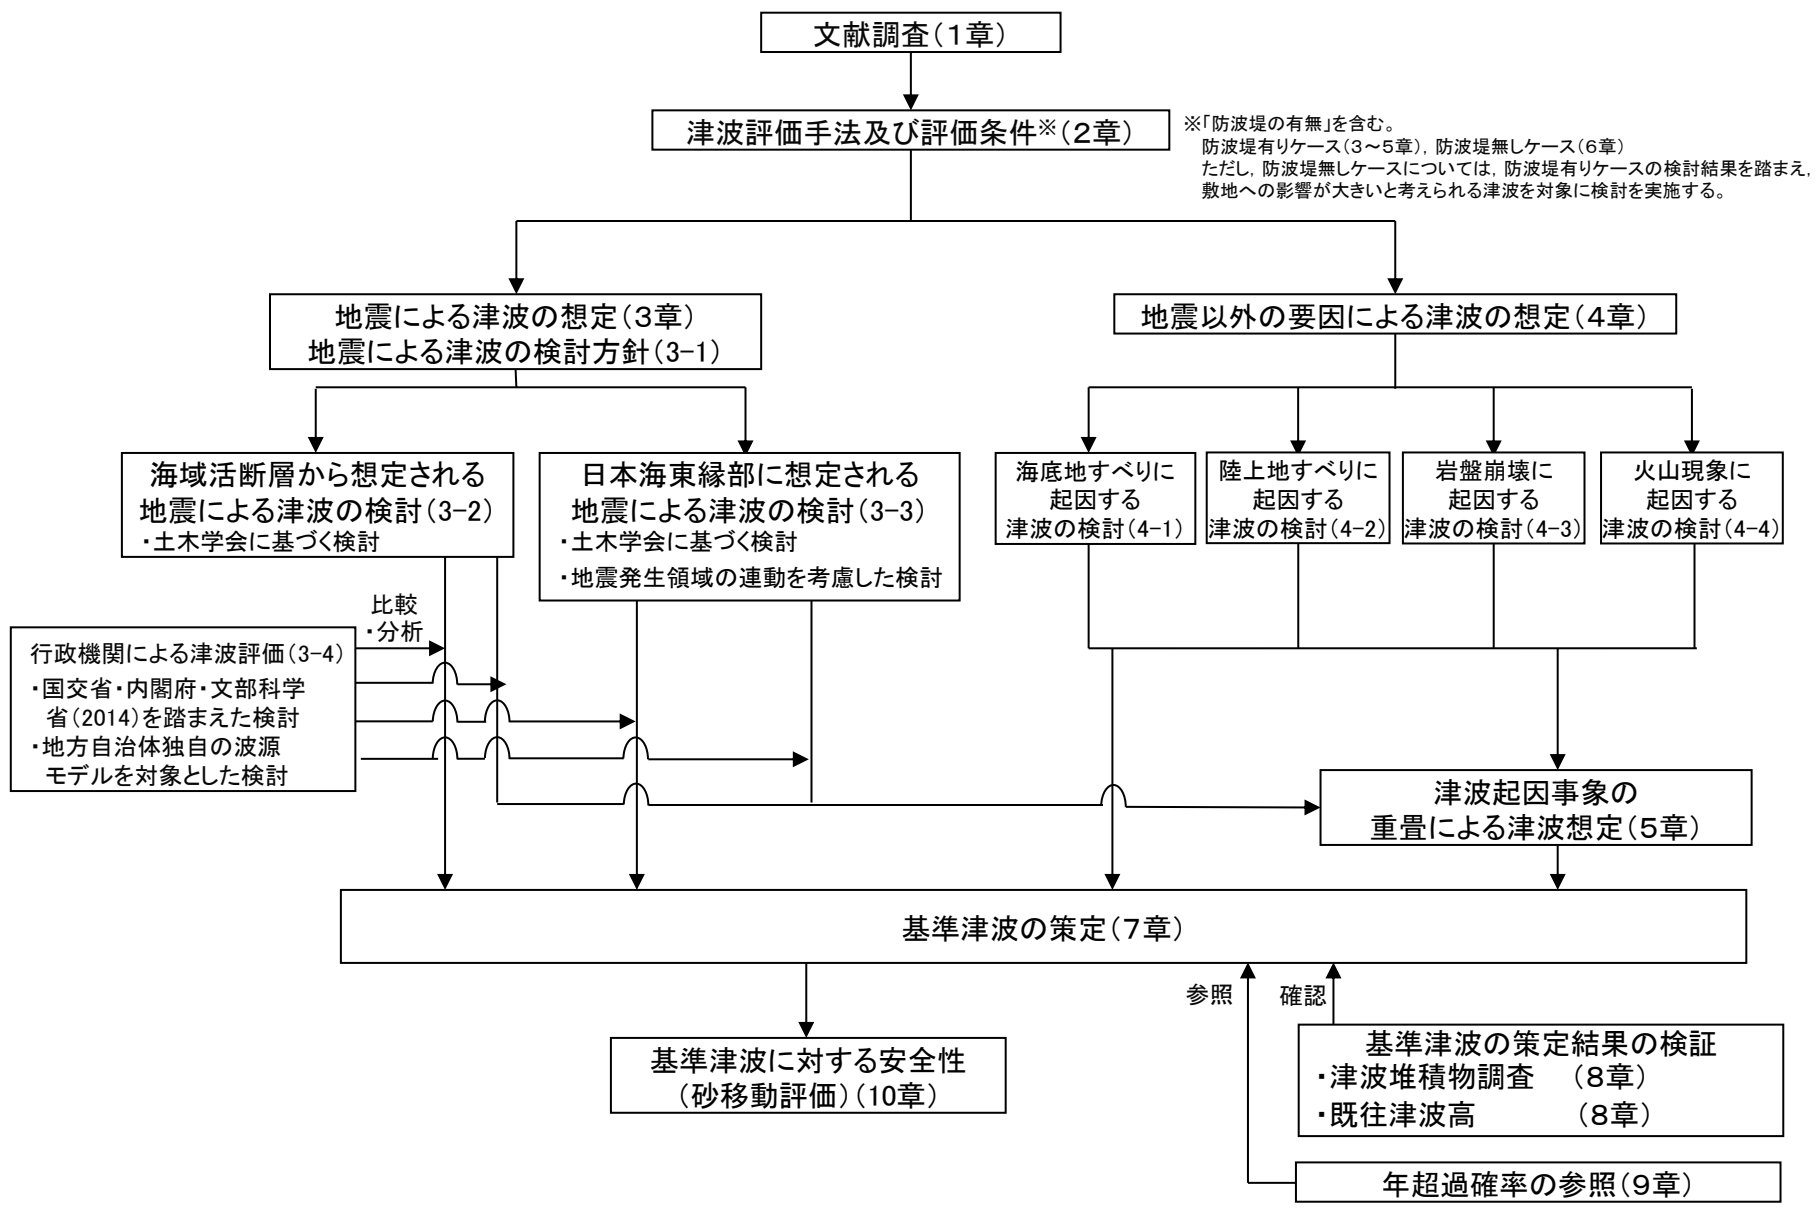 文献調査（１章）
津波評価手法及び評価条件※（２章）
※「防波堤の有無」を含む。
防波堤有りケース（３～５章），防波堤無しケース（６章）
ただし，防波堤無しケースについては，防波堤有りケースの検討結果を踏まえ，
敷地への影響が大きいと考えられる津波を対象に検討を実施する。
地震による津波の想定（３章）
地震による津波の検討方針（3-1）
地震以外の要因による津波の想定（４章）
海域活断層から想定される
地震による津波の検討（3-2）
・土木学会に基づく検討
日本海東縁部に想定される
地震による津波の検討（3-3）
・土木学会に基づく検討
・地震発生領域の連動を考慮した検討
海底地すべりに
起因する
津波の検討（4-1）
陸上地すべりに
起因する
津波の検討（4-2）
岩盤崩壊に
起因する
津波の検討（4-3）
火山現象に
起因する
津波の検討（4-4）
比較
・分析
行政機関による津波評価（3-4）
・国交省・内閣府・文部科学
省（2014）を踏まえた検討
・地方自治体独自の波源
モデルを対象とした検討
津波起因事象の
重畳による津波想定（５章）
基準津波の策定（７章）
参照
確認
基準津波に対する安全性
（砂移動評価）（10章）
基準津波の策定結果の検証
・津波堆積物調査　（８章）
・既往津波高　（８章）
年超過確率の参照（９章）